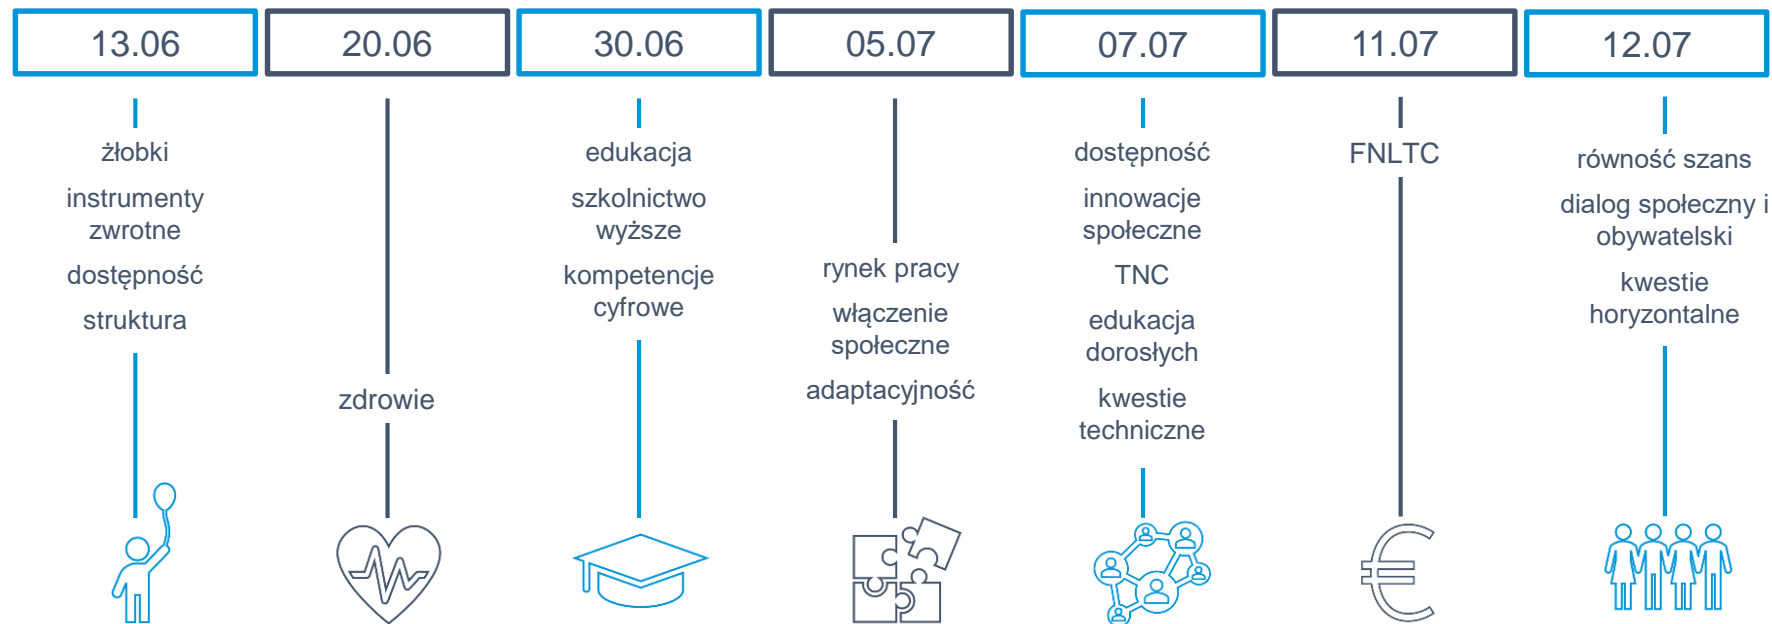 13.06
20.06
30.06
05.07
07.07
11.07
12.07
żłobki
instrumenty
zwrotne
dostępność
struktura
zdrowie
edukacja
szkolnictwo
wyższe
kompetencje
cyfrowe
rynek pracy
włączenie
społeczne
adaptacyjność
dostępność
innowacje
społeczne
TNC
edukacja
dorosłych
kwestie
techniczne
FNLTC
równość szans
dialog społeczny i
obywatelski
kwestie
horyzontalne